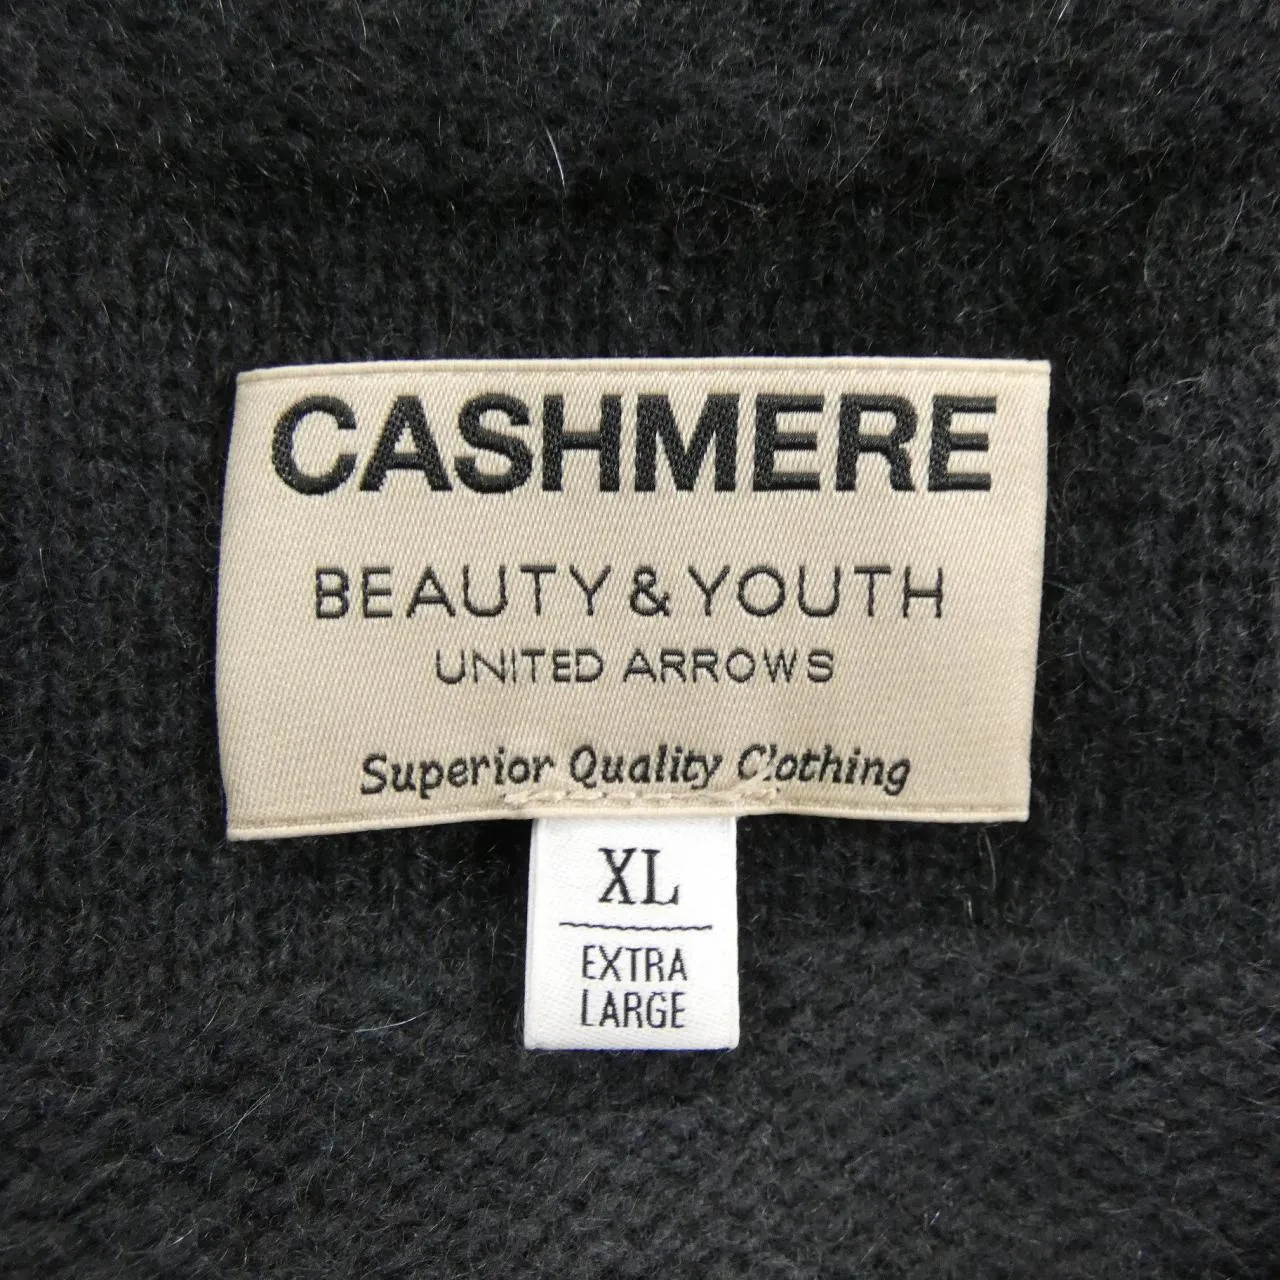 CASHMERE
BEAUTY & YOUTH
UNITED ARROWS
Superior Quality Clothing
XL
EXTRA
LARGE